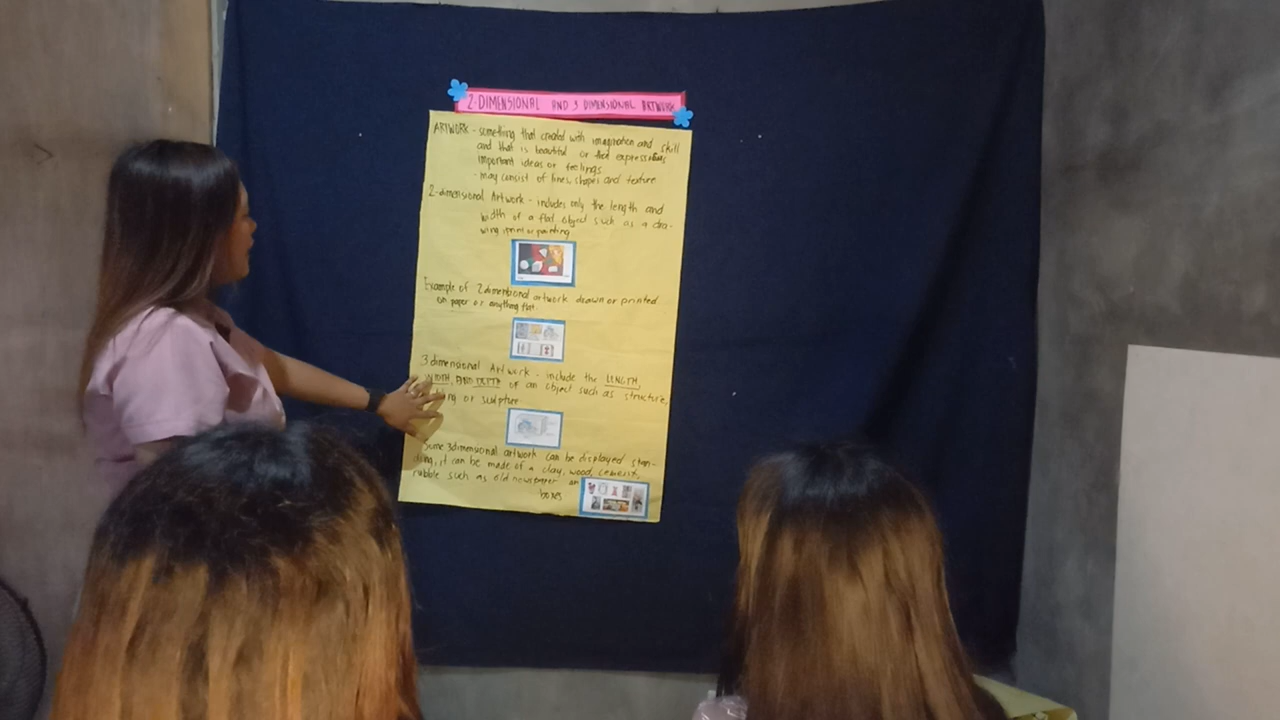 2-DIMENSIONAL AND 3 DIMENSIONAL ARTWORK
ARTWORK - something that created with imagination and skill
and that is beautiful or that express
important ideas or feelings
- may consist of lines, shapes and texture
2-dimensional Artwork - includes only the length and
width of a flat object such as a dra-
wing, print or painting
Example of 2 dimentional artwork drawn or printed
on paper or anything flat.
3 dimensional Artwork - include the LENGTH,
WIDTH, AND DEPTH of an object such as structure,
or sculpture
Some 3dimensional artwork can be displayed stan-
ding, it can be made of a clay, wood, cement,
rubble such as old newspaper
boxes